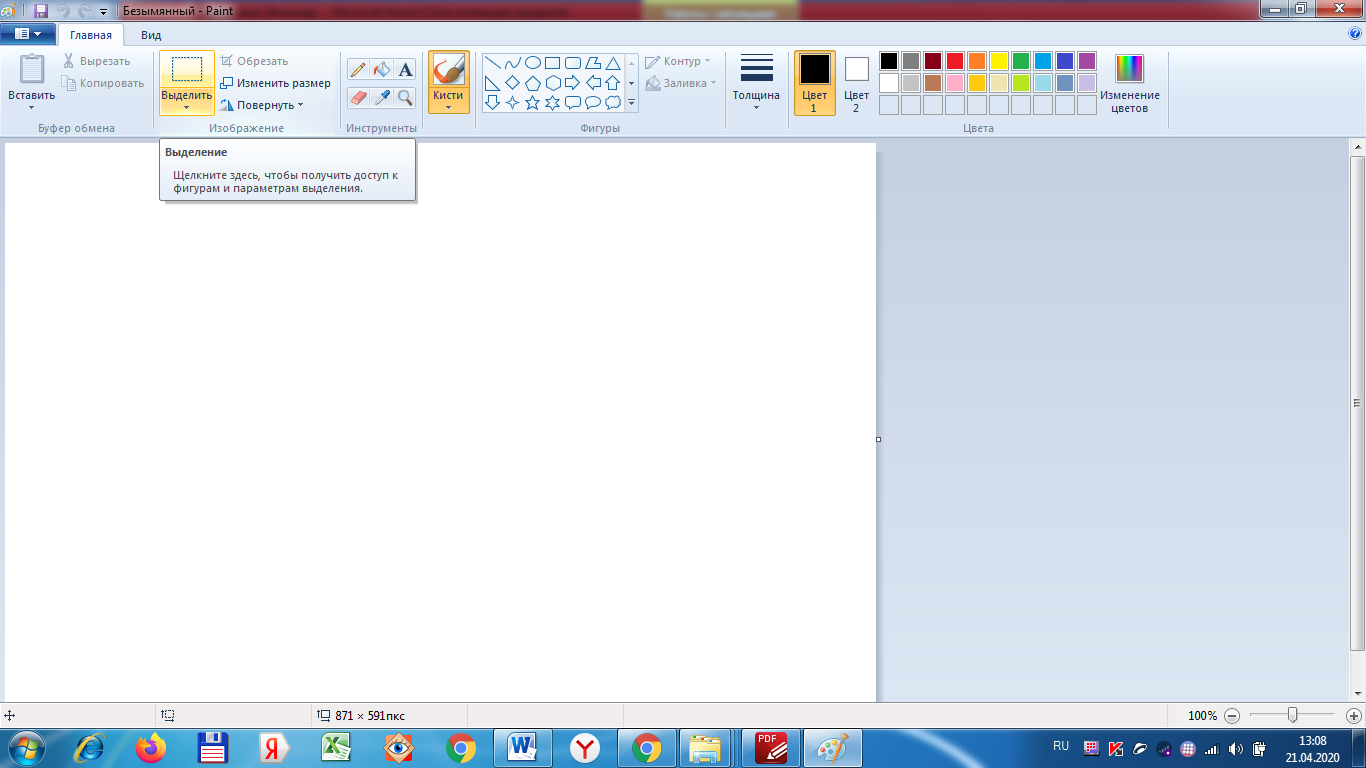 Безымянный - Paint
Главная
Вид
Вставить
Вырезать
Копировать
Буфер обмена
Выделить
Обрезать
Изменить размер
Повернуть
Изображение
A
Инструменты
Кисти
Фигуры
Контур
Заливка
Толщина
Цвет
1
Цвет
2
Изменение
цветов
Цвета
Выделение
Щелкните здесь, чтобы получить доступ к
фигурам и параметрам выделения.
871 × 591пкс
100%
PDF
RU
13:08
21.04.2020